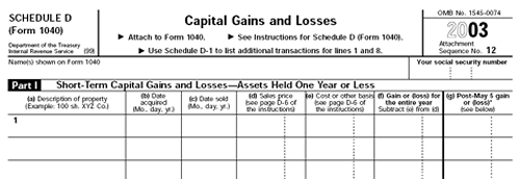 SCHEDULE D
(Form 1040)
Department of the Treasury
Internal Revenue Service (99)
Capital Gains and Losses
► Attach to Form 1040. ► See Instructions for Schedule D (Form 1040).
► Use Schedule D-1 to list additional transactions for lines 1 and 8.
OMB No. 1545-0074
2003
Attachment
Sequence No. 12
Name(s) shown on Form 1040
Your social security number
Part I Short-Term Capital Gains and Losses—Assets Held One Year or Less
(a) Description of property
(Example: 100 sh. XYZ Co.)
(b) Date
acquired
(Mo., day, yr.)
(c) Date sold
(Mo., day, yr.)
(d) Sales price
(see page D-6 of
the instructions)
(e) Cost or other basis
(see page D-6 of
the instructions)
(f) Gain or (loss) for
the entire year
Subtract (e) from (d)
(g) Post-May 5 gain
or (loss)*
(see below)
1